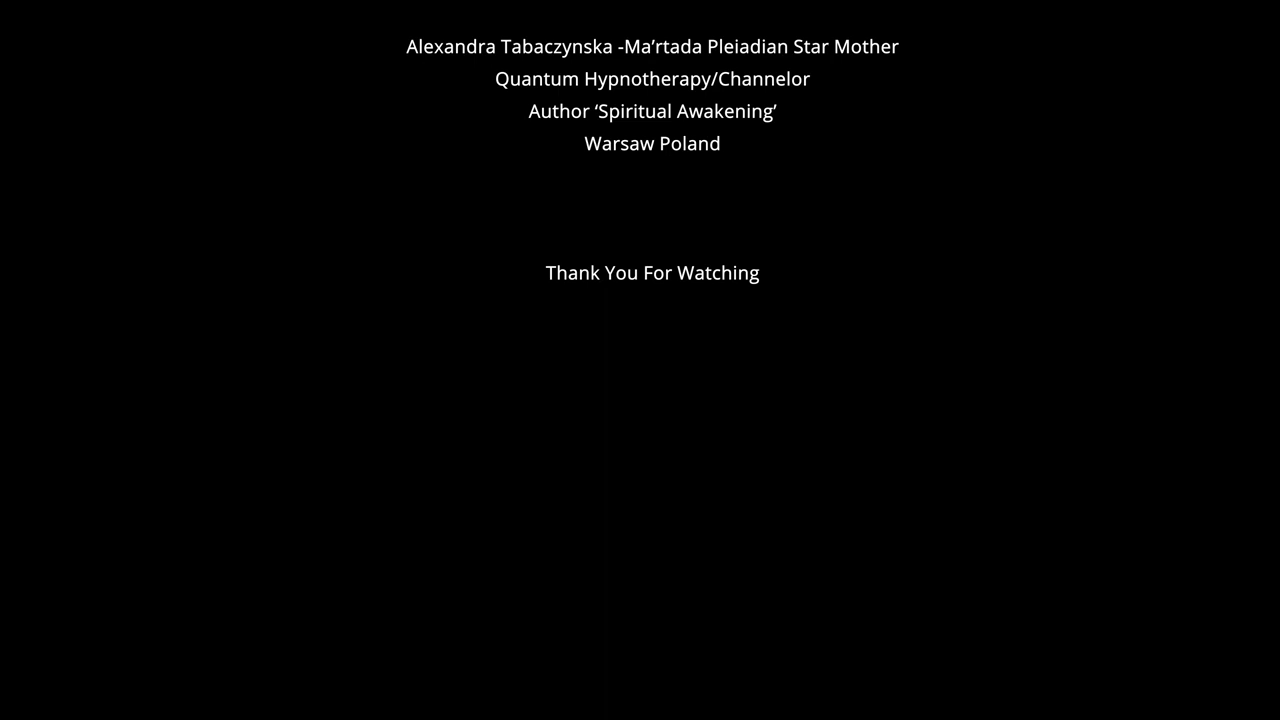 Alexandra Tabaczynska -Ma’rtada Pleiadian Star Mother
Quantum Hypnotherapy/Channelor
Author ‘Spiritual Awakening’
Warsaw Poland
Thank You For Watching